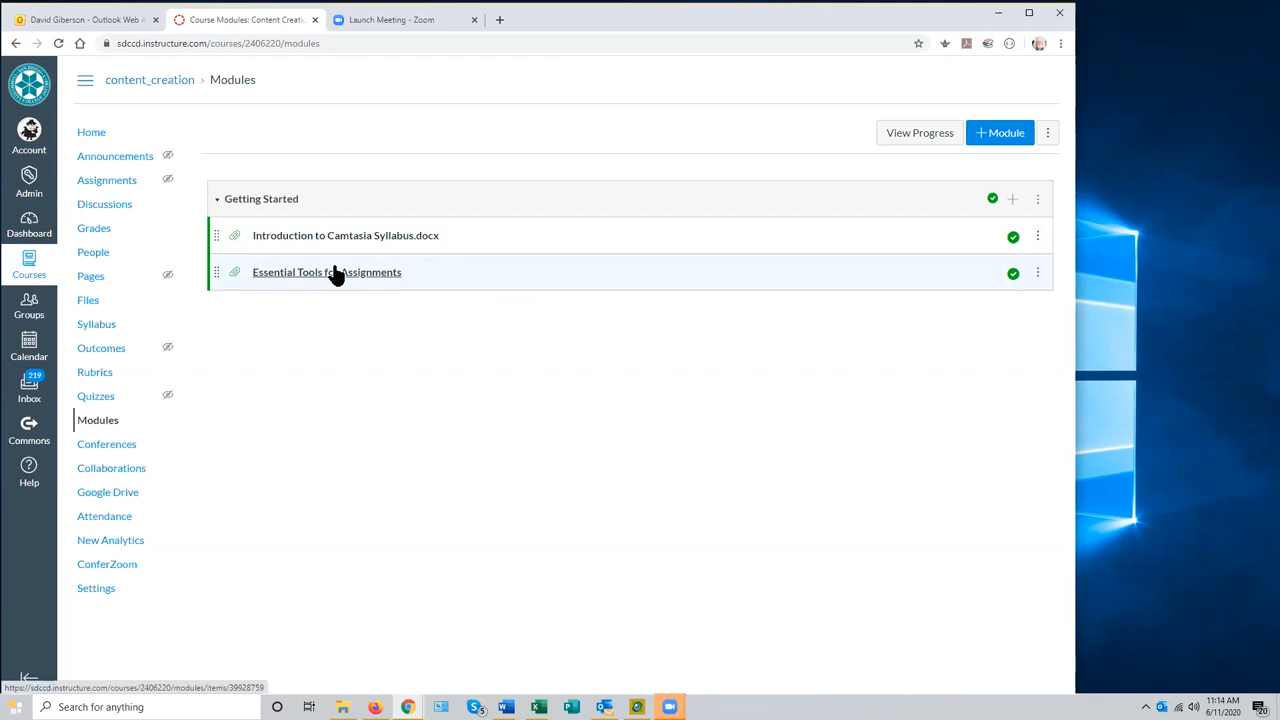 David Giberson - Outlook Web A
Course Modules: Content Creatio
Launch Meeting - Zoom
sdccd.instructure.com/courses/2406220/modules
content_creation › Modules
Account
Admin
Dashboard
Courses
Groups
Calendar
219
Inbox
Commons
Help
Home
Announcements
Assignments
Discussions
Grades
People
Pages
Files
Syllabus
Outcomes
Rubrics
Quizzes
Modules
Conferences
Collaborations
Google Drive
Attendance
New Analytics
ConferZoom
Settings
View Progress
+ Module
Getting Started
Introduction to Camtasia Syllabus.docx
Essential Tools f Assignments
https://sdccd.instructure.com/courses/2406220/modules/items/39928759
Search for anything
5
11:14 AM
6/11/2020
20